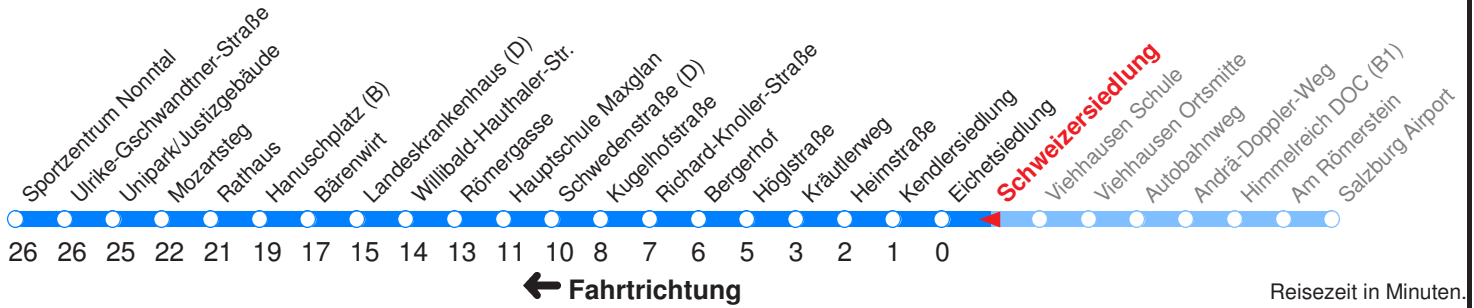 Sportzentrum Nonntal
Ulrike-Gschwandtner-Straße
Unipark/Justizgebäude
Mozartsteg
Rathaus
Hanuschplatz (B)
Bärenwirt
Landeskrankenhaus (D)
Willibald-Hauthaler-Str.
Römergasse
Hauptschule Maxglan
Schwedenstraße (D)
Kugelhofstraße
Richard-Knoller-Straße
Bergerhof
Höglstraße
Kräutlerweg
Heimstraße
Kendlersiedlung
Eichetsiedlung
Schweizersiedlung
Viehhausen Schule
Viehhausen Ortsmitte
Autobahnweg
Andrä-Doppler-Weg
Himmelreich DOC (B1)
Am Römerstein
Salzburg Airport
26 26 25 22 21 19 17 15 14 13 11 10 8 7 6 5 3 2 1 0
Fahrtrichtung
Reisezeit in Minuten.